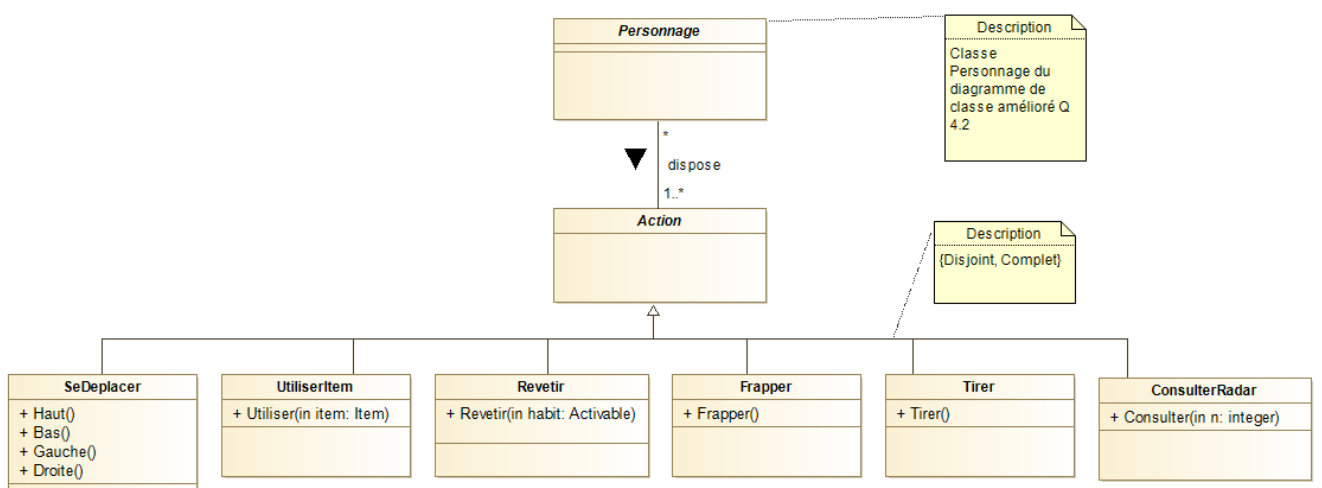 Personnage
Description
Classe
Personnage du
diagramme de
classe amélioré Q
4.2
*
dispose
1..*
Action
Description
{Disjoint, Complet}
SeDeplacer
+ Haut()
+ Bas()
+ Gauche()
+ Droite()
UtiliserItem
+ Utiliser(in item: Item)
Revetir
+ Revetir(in habit: Activable)
Frapper
+ Frapper()
Tirer
+ Tirer()
ConsulterRadar
+ Consulter(in n: integer)